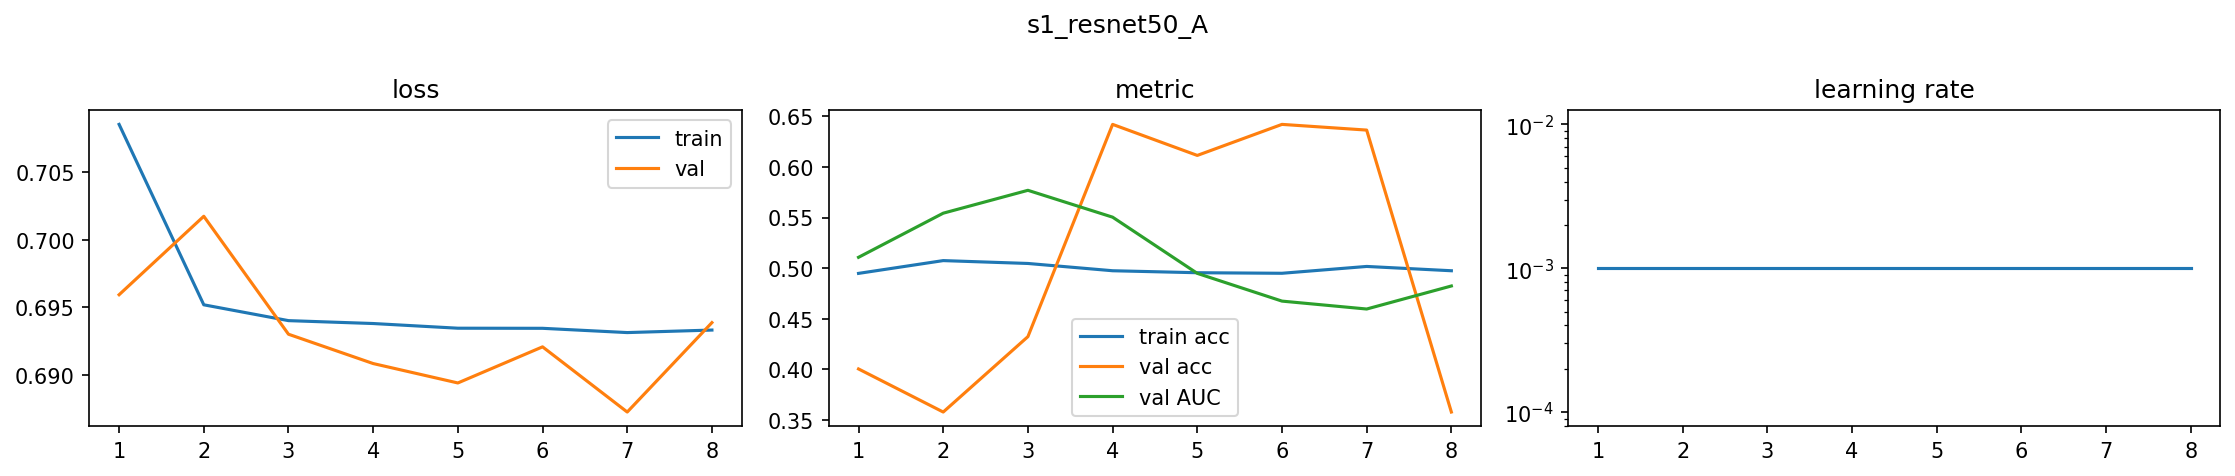 s1_resnet50_A
loss
0.705
0.700
0.695
0.690
train
val
1 2 3 4 5 6 7 8
metric
0.65
0.60
0.55
0.50
0.45
0.40
0.35
train acc
val acc
val AUC
1 2 3 4 5 6 7 8
learning rate
10⁻²
10⁻³
10⁻⁴
1 2 3 4 5 6 7 8